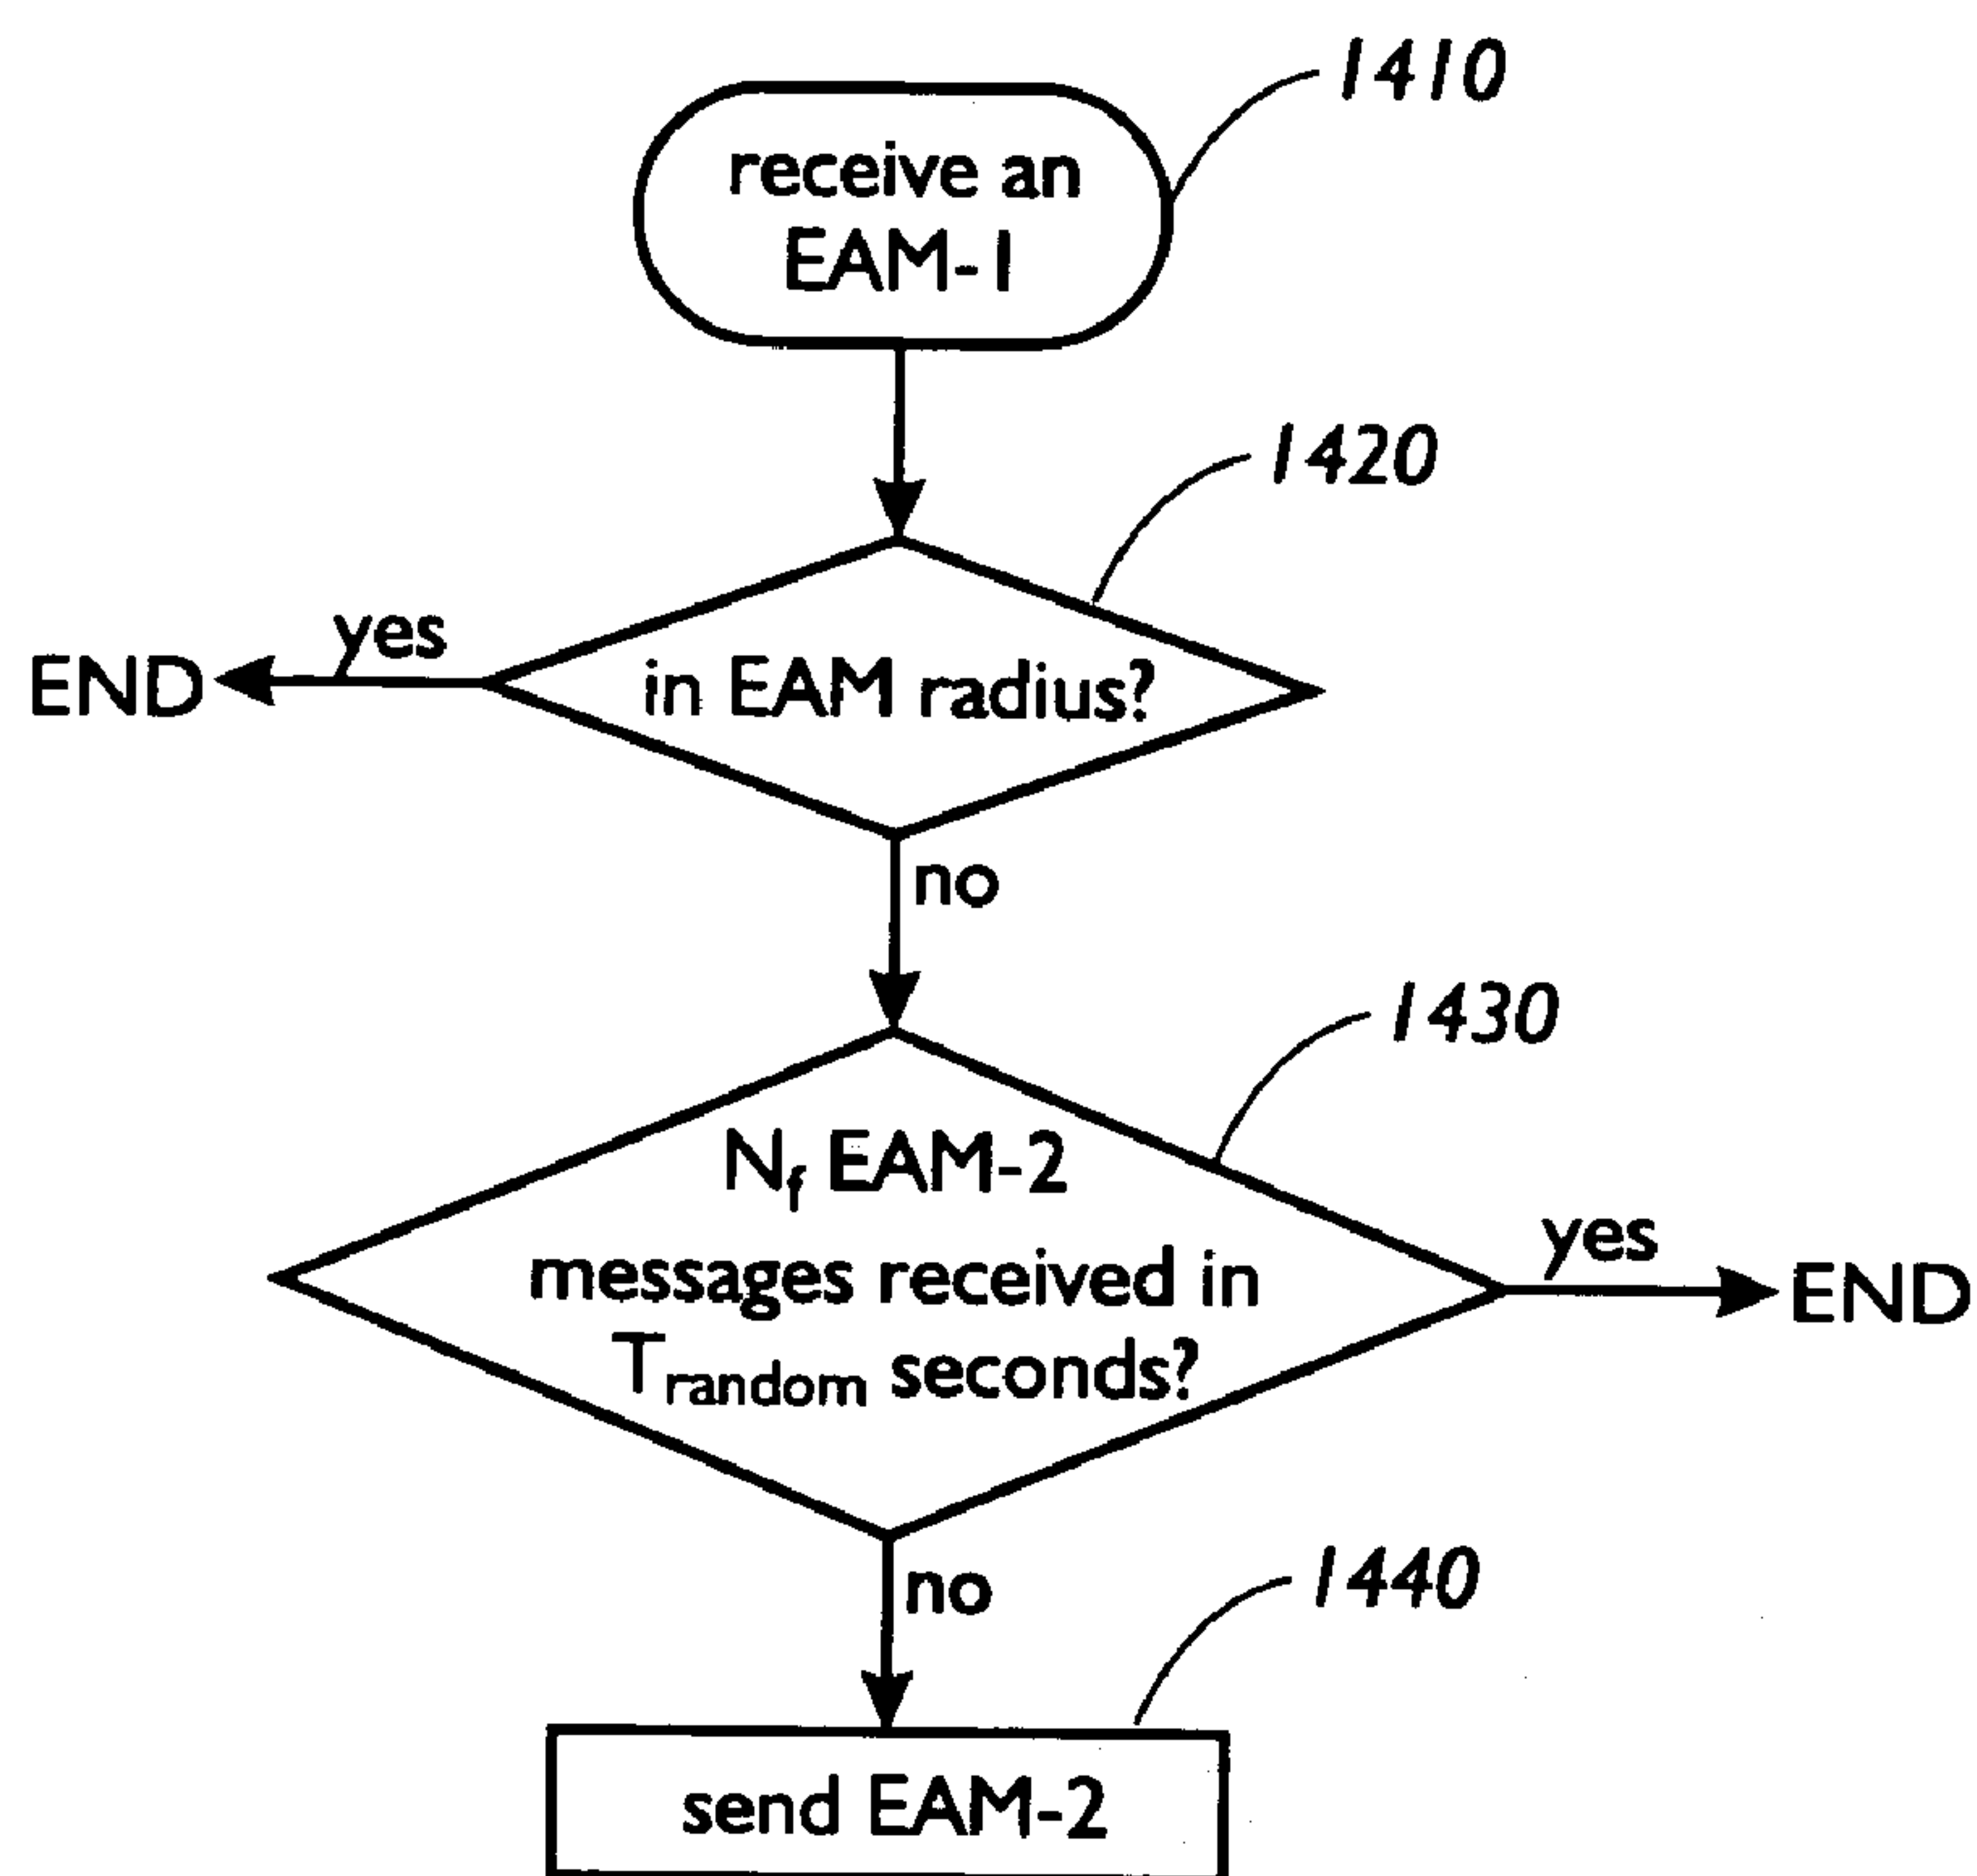 1410
receive an
EAM-1
1420
yes
END
in EAM radius?
no
1430
Nf EAM-2
messages received in
Trandom seconds?
yes
END
no
1440
send EAM-2